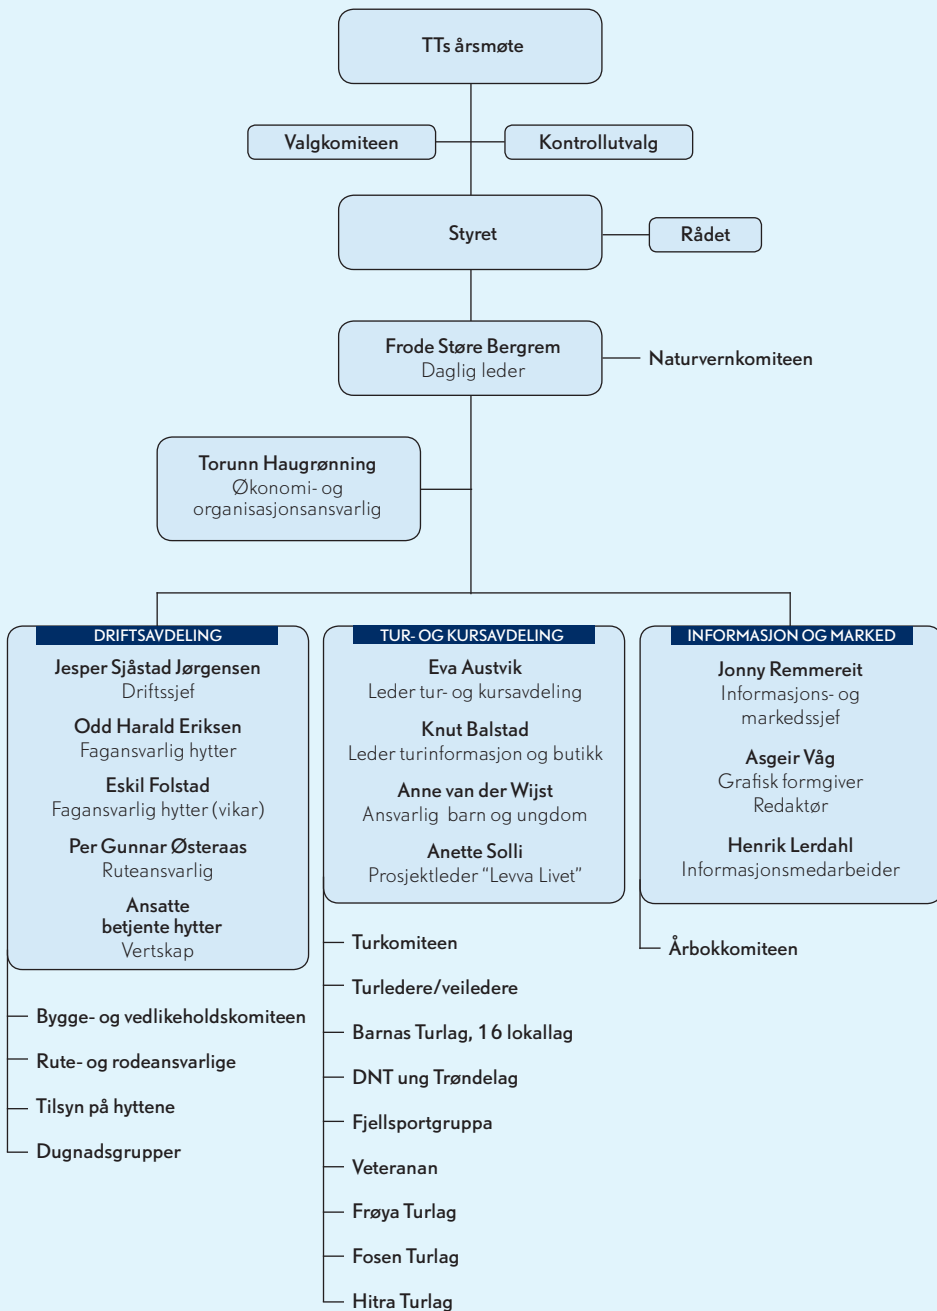 TTs årsmøte
Valgkomiteen
Kontrollutvalg
Styret
Rådet
Frode Støre Bergrem
Daglig leder
Naturvernkomiteen
Torunn Haugrønning
Økonomi- og
organisasjonsansvarlig
DRIFTSAVDELING
Jesper Sjåstad Jørgensen
Driftssjef
Odd Harald Eriksen
Fagansvarlig hytter
Eskil Folstad
Fagansvarlig hytter (vikar)
Per Gunnar Østeraas
Ruteansvarlig
Ansatte
betjente hytter
Vertskap
Bygge- og vedlikeholdskomiteen
Rute- og rodeansvarlige
Tilsyn på hyttene
Dugnadsgrupper
TUR- OG KURSAVDELING
Eva Austvik
Leder tur- og kursavdeling
Knut Balstad
Leder turinformasjon og butikk
Anne van der Wijst
Ansvarlig barn og ungdom
Anette Solli
Prosjektleder “Levva Livet”
Turkomiteen
Turledere/veiledere
Barnas Turlag, 16 lokallag
DNT ung Trøndelag
Fjellsportgruppa
Veteranan
Frøya Turlag
Fosen Turlag
Hitra Turlag
INFORMASJON OG MARKED
Jonny Remmereit
Informasjons- og
markedssjef
Asgeir Våg
Grafisk formgiver
Redaktør
Henrik Lerdahl
Informasjonsmedarbeider
Årbokkomiteen